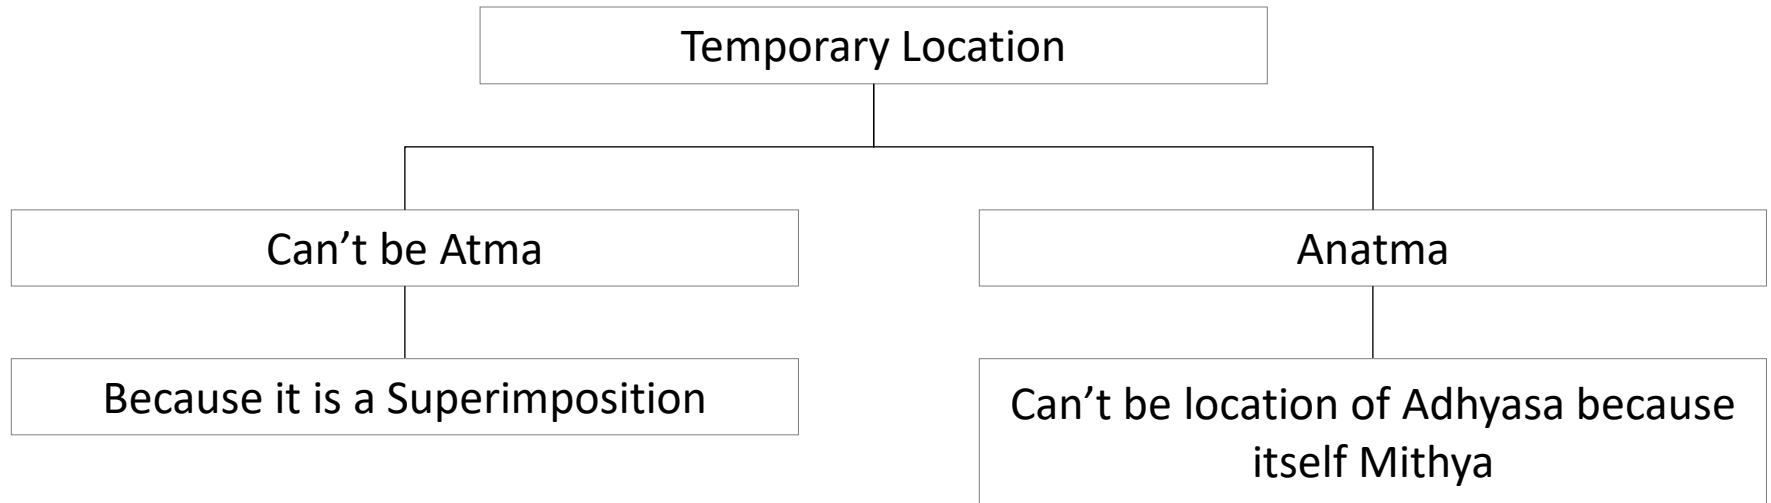 Temporary Location
Can’t be Atma
Anatma
Because it is a Superimposition
Can’t be location of Adhyasa because
itself Mithya